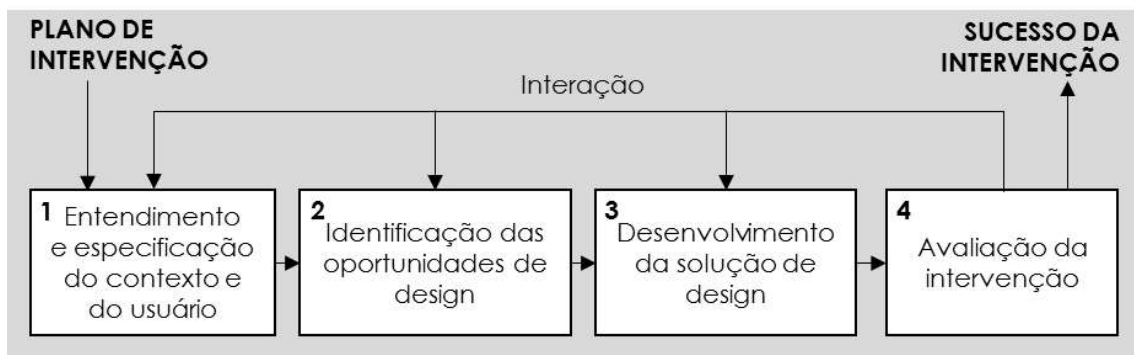 PLANO DE
INTERVENÇÃO
SUCESSO DA
INTERVENÇÃO
Interação
1 Entendimento
e especificação
do contexto e
do usuário
2 Identificação das
oportunidades de
design
3 Desenvolvimento
da solução de
design
4
Avaliação da
intervenção